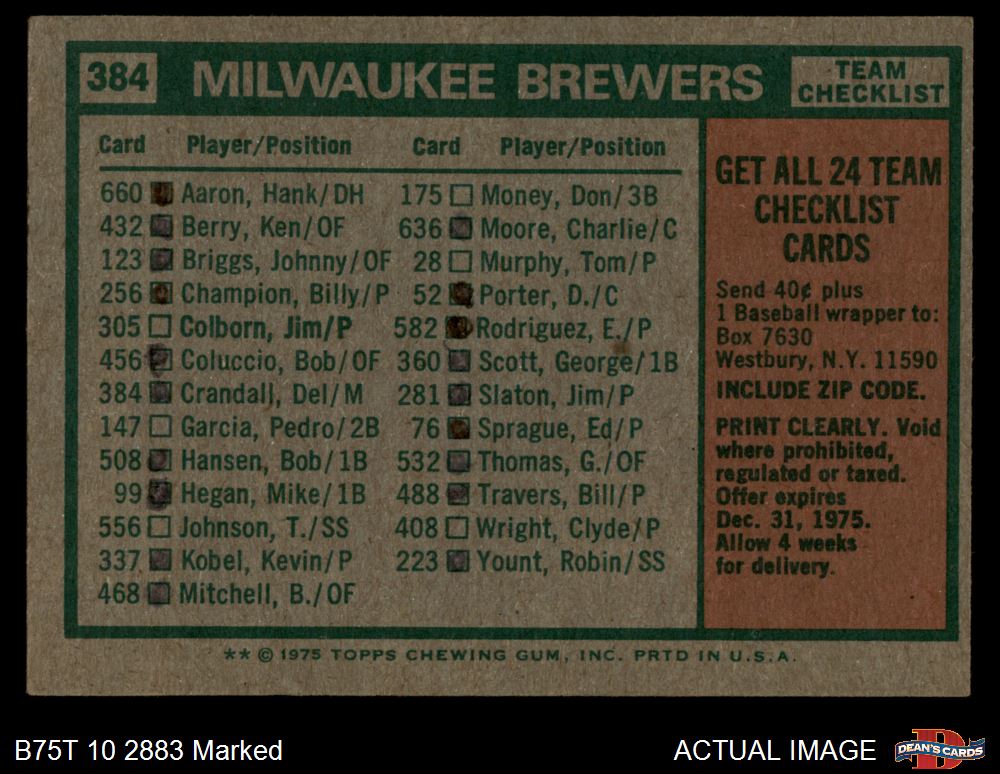 384 MILWAUKEE BREWERS TEAM CHECKLIST
Card Player/Position Card Player/Position
660 Aaron, Hank/DH
432 Berry, Ken/OF
123 Briggs, Johnny/OF
256 Champion, Billy/P
305 Colborn, Jim/P
456 Coluccio, Bob/OF
384 Crandall, Del/M
147 Garcia, Pedro/2B
508 Hansen, Bob/1B
99 Hegan, Mike/1B
556 Johnson, T./SS
337 Kobel, Kevin/P
468 Mitchell, B./OF
175 Money, Don/3B
636 Moore, Charlie/C
28 Murphy, Tom/P
52 Porter, D./C
582 Rodriguez, E./P
360 Scott, George/1B
281 Slaton, Jim/P
76 Sprague, Ed/P
532 Thomas, G./OF
488 Travers, Bill/P
408 Wright, Clyde/P
223 Yount, Robin/SS
GET ALL 24 TEAM
CHECKLIST
CARDS
Send 40¢ plus
1 Baseball wrapper to:
Box 7630
Westbury, N.Y. 11590
INCLUDE ZIP CODE.
PRINT CLEARLY. Void
where prohibited,
regulated or taxed.
Offer expires
Dec. 31, 1975.
Allow 4 weeks
for delivery.
** © 1975 TOPPS CHEWING GUM, INC. PRTD IN U.S.A.
B75T 10 2883 Marked
ACTUAL IMAGE
DEAN'S CARDS